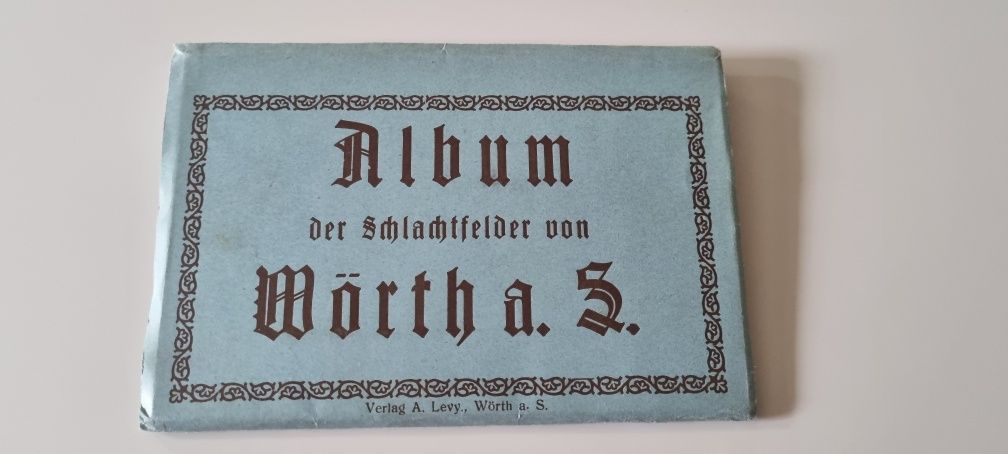 Album
der Schlachtfelder von
Wörth a. S.
Verlag A. Levy., Wörth a. S.